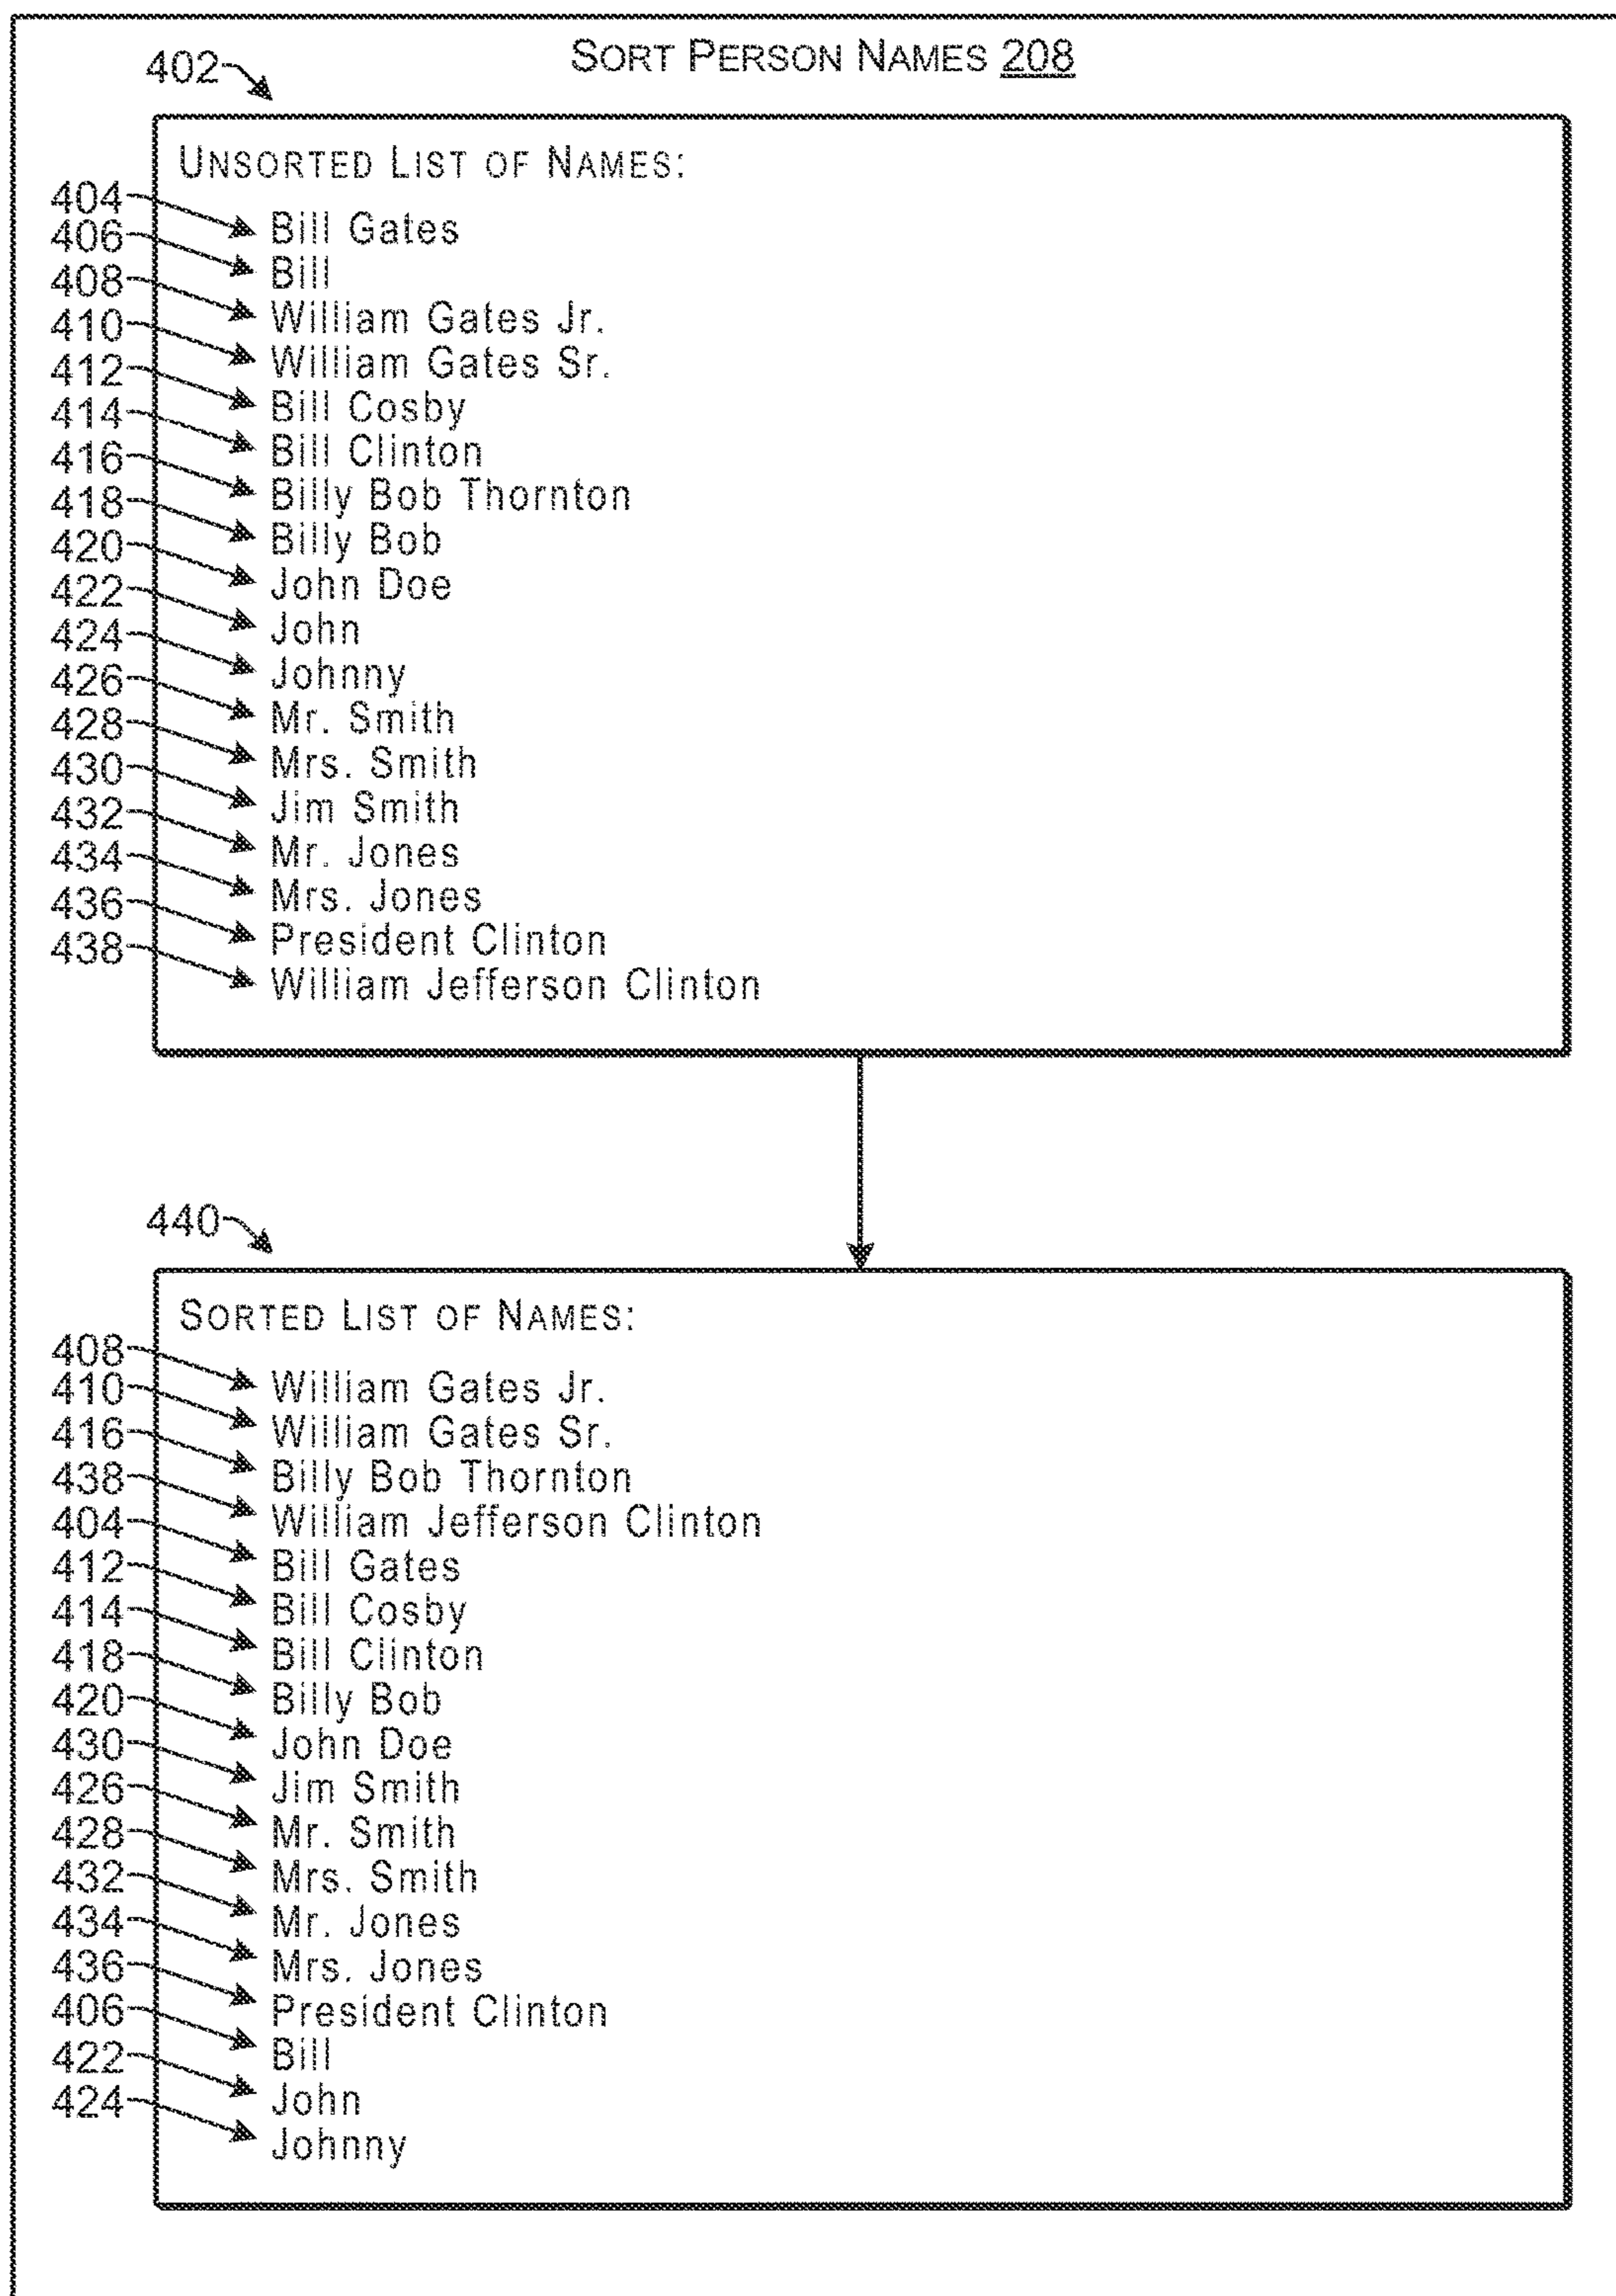 SORT PERSON NAMES 208
402
UNSORTED LIST OF NAMES:
404 Bill Gates
406 Bill
408 William Gates Jr.
410 William Gates Sr.
412 Bill Cosby
414 Bill Clinton
416 Billy Bob Thornton
418 Billy Bob
420 John Doe
422 John
424 Johnny
426 Mr. Smith
428 Mrs. Smith
430 Jim Smith
432 Mr. Jones
434 Mrs. Jones
436 President Clinton
438 William Jefferson Clinton
440
SORTED LIST OF NAMES:
408 William Gates Jr.
410 William Gates Sr.
416 Billy Bob Thornton
438 William Jefferson Clinton
404 Bill Gates
412 Bill Cosby
414 Bill Clinton
418 Billy Bob
420 John Doe
430 Jim Smith
426 Mr. Smith
428 Mrs. Smith
432 Mr. Jones
434 Mrs. Jones
436 President Clinton
406 Bill
422 John
424 Johnny